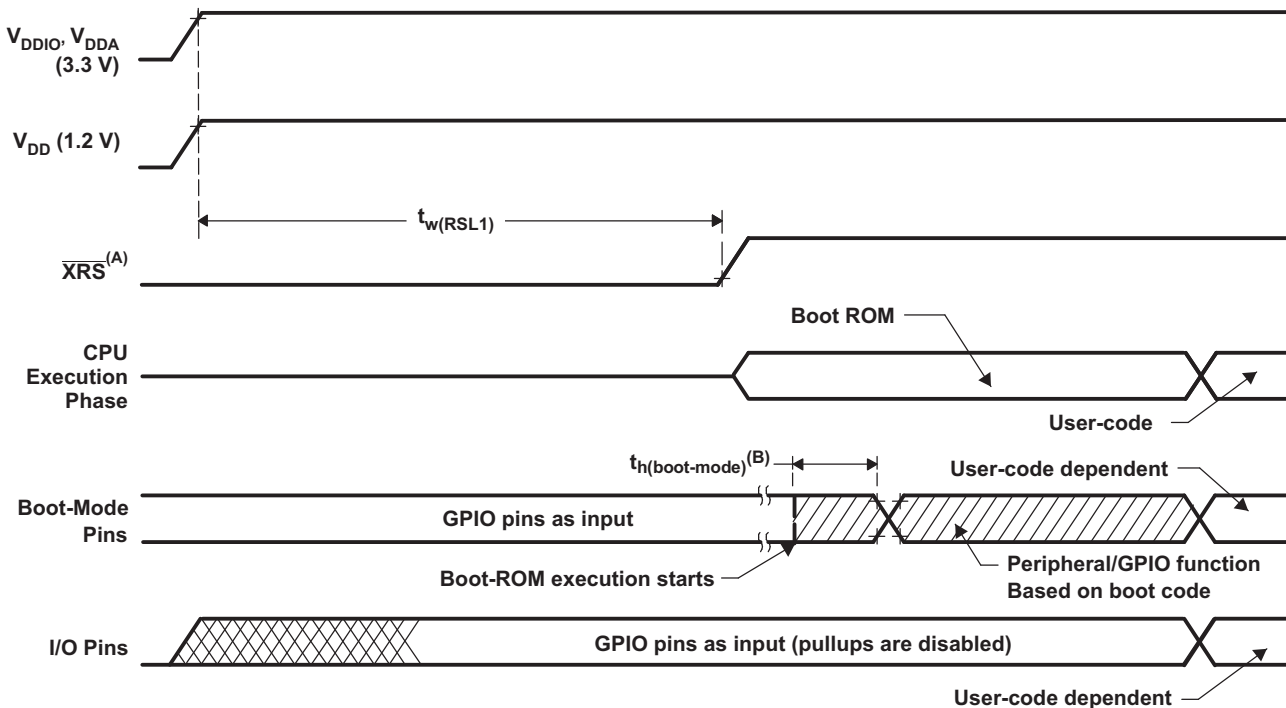 VDDIO, VDDA
(3.3 V)
VDD (1.2 V)
tw(RSL1)
XRS(A)
Boot ROM
CPU
Execution
Phase
User-code
th(boot-mode)(B)
User-code dependent
Boot-Mode
Pins
GPIO pins as input
Boot-ROM execution starts
Peripheral/GPIO function
Based on boot code
I/O Pins
GPIO pins as input (pullups are disabled)
User-code dependent